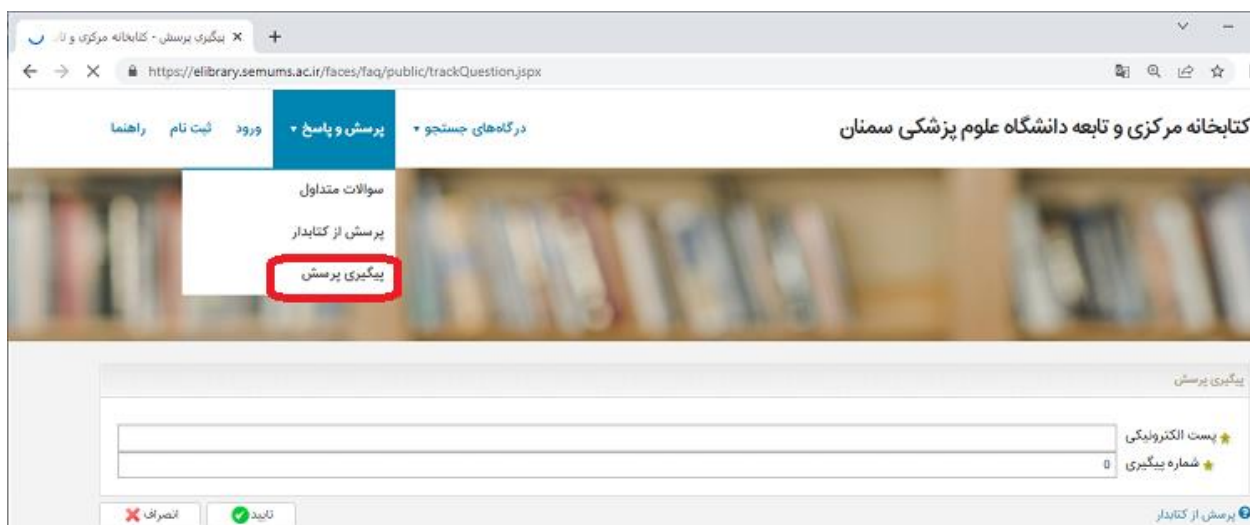 پیگیری پرسش - کتابخانه مرکزی و تاب
https://elibrary.semums.ac.ir/faces/faq/public/trackQuestion.jspx
کتابخانه مرکزی و تابعه دانشگاه علوم پزشکی سمنان
درگاه‌های جستجو
پرسش و پاسخ
ورود
ثبت نام
راهنما
سوالات متداول
پرسش از کتابدار
پیگیری پرسش
پیگیری پرسش
پست الکترونیکی
شماره پیگیری 0
پرسش از کتابدار
تایید
انصراف